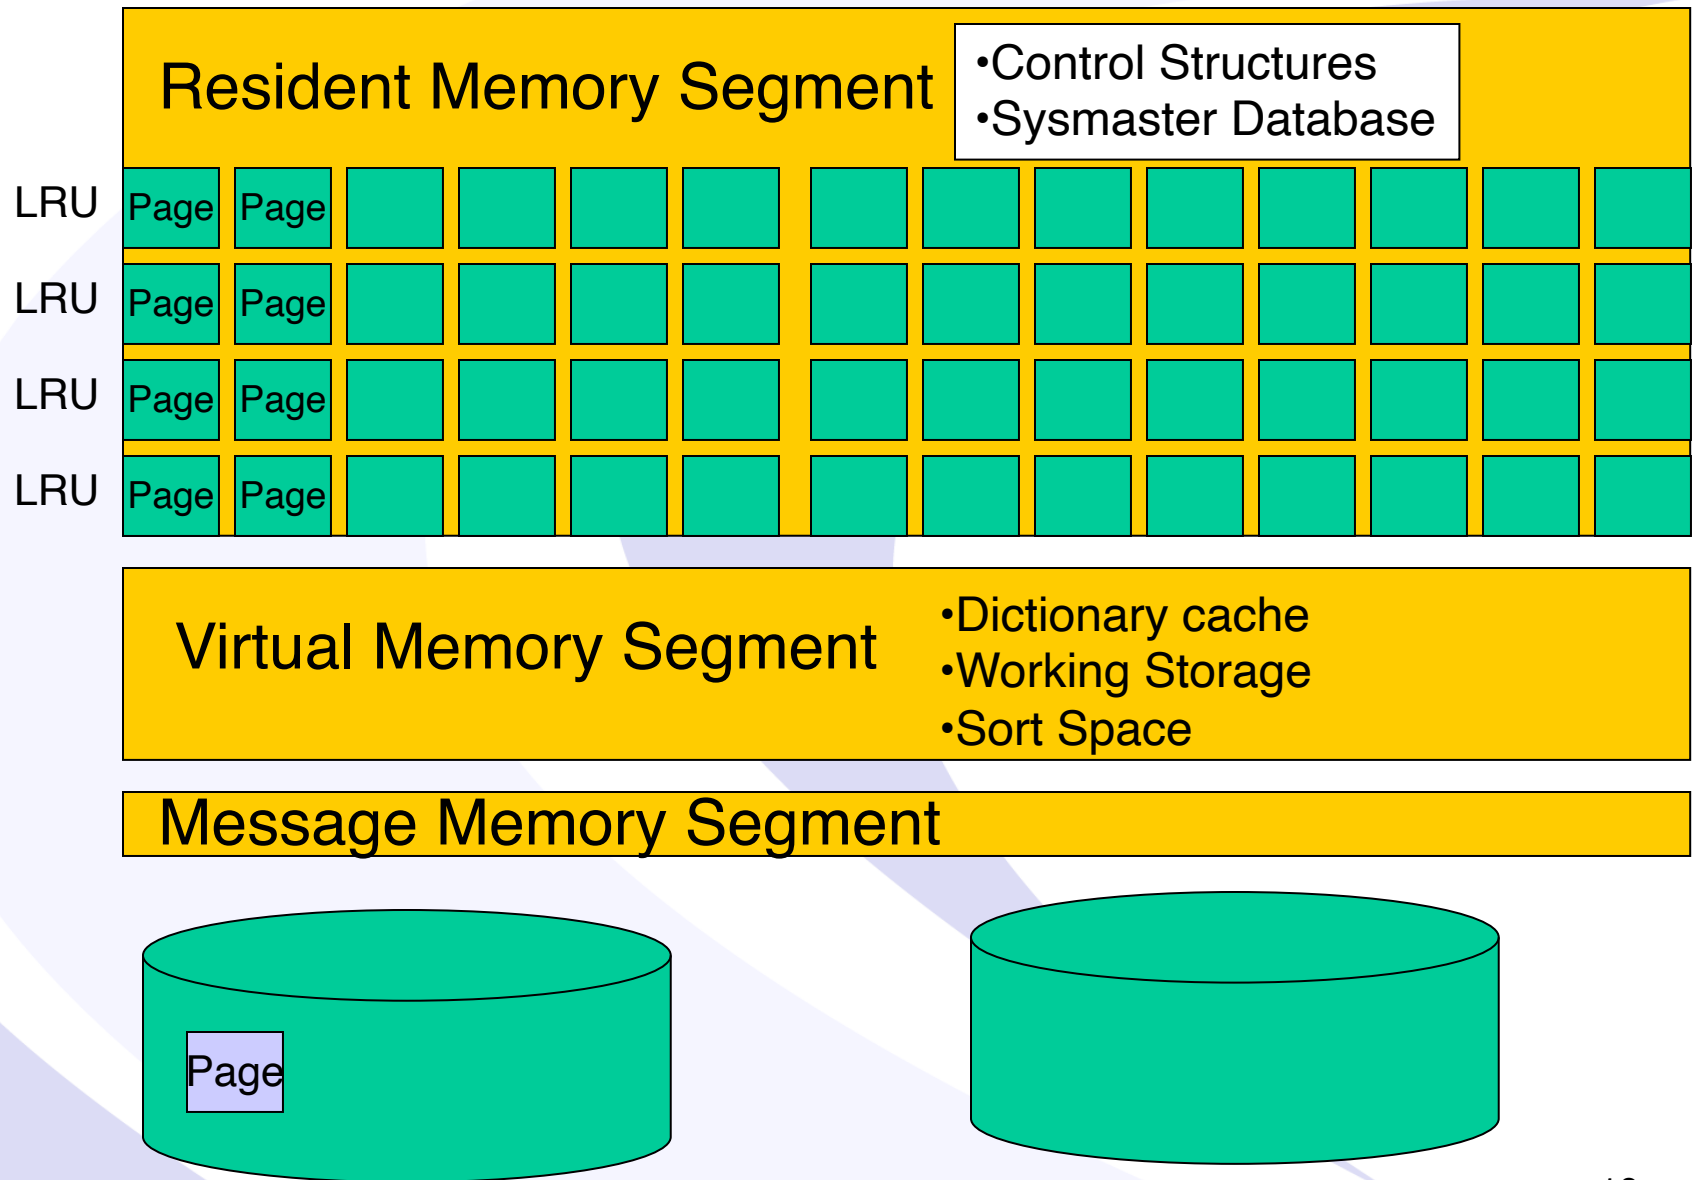 Resident Memory Segment
•Control Structures
•Sysmaster Database
LRU Page Page
LRU Page Page
LRU Page Page
LRU Page Page
Virtual Memory Segment
•Dictionary cache
•Working Storage
•Sort Space
Message Memory Segment
Page